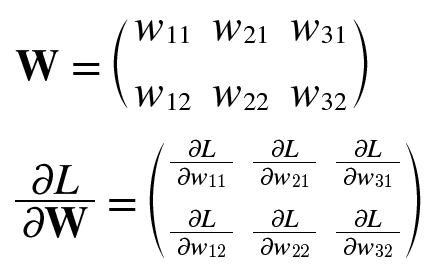 W = ( w₁₁ w₂₁ w₃₁
w₁₂ w₂₂ w₃₂ )
∂L/∂W = ( ∂L/∂w₁₁ ∂L/∂w₂₁ ∂L/∂w₃₁
∂L/∂w₁₂ ∂L/∂w₂₂ ∂L/∂w₃₂ )